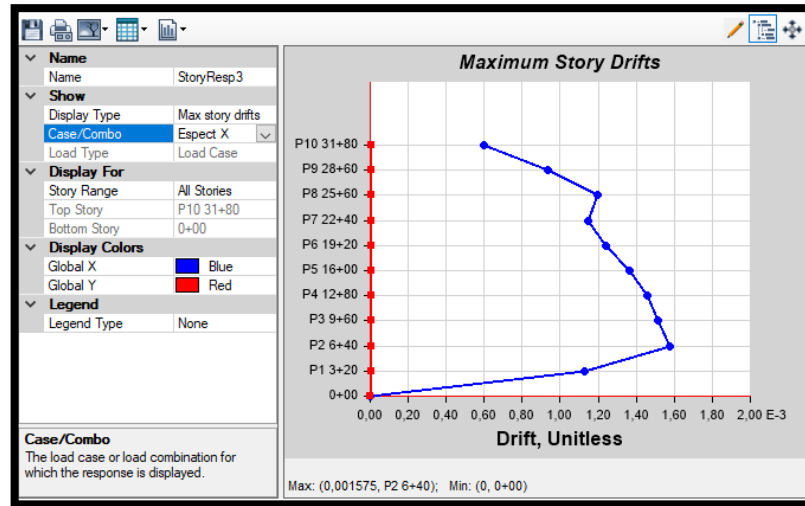 Name
Name StoryResp3
Show
Display Type Max story drifts
Case/Combo Espect X
Load Type Load Case
Display For
Story Range All Stories
Top Story P10 31+80
Bottom Story 0+00
Display Colors
Global X Blue
Global Y Red
Legend
Legend Type None
Case/Combo
The load case or load combination for
which the response is displayed.
Maximum Story Drifts
P10 31+80
P9 28+60
P8 25+60
P7 22+40
P6 19+20
P5 16+00
P4 12+80
P3 9+60
P2 6+40
P1 3+20
0+00
0,00 0,20 0,40 0,60 0,80 1,00 1,20 1,40 1,60 1,80 2,00 E-3
Drift, Unitless
Max: (0,001575, P2 6+40); Min: (0, 0+00)